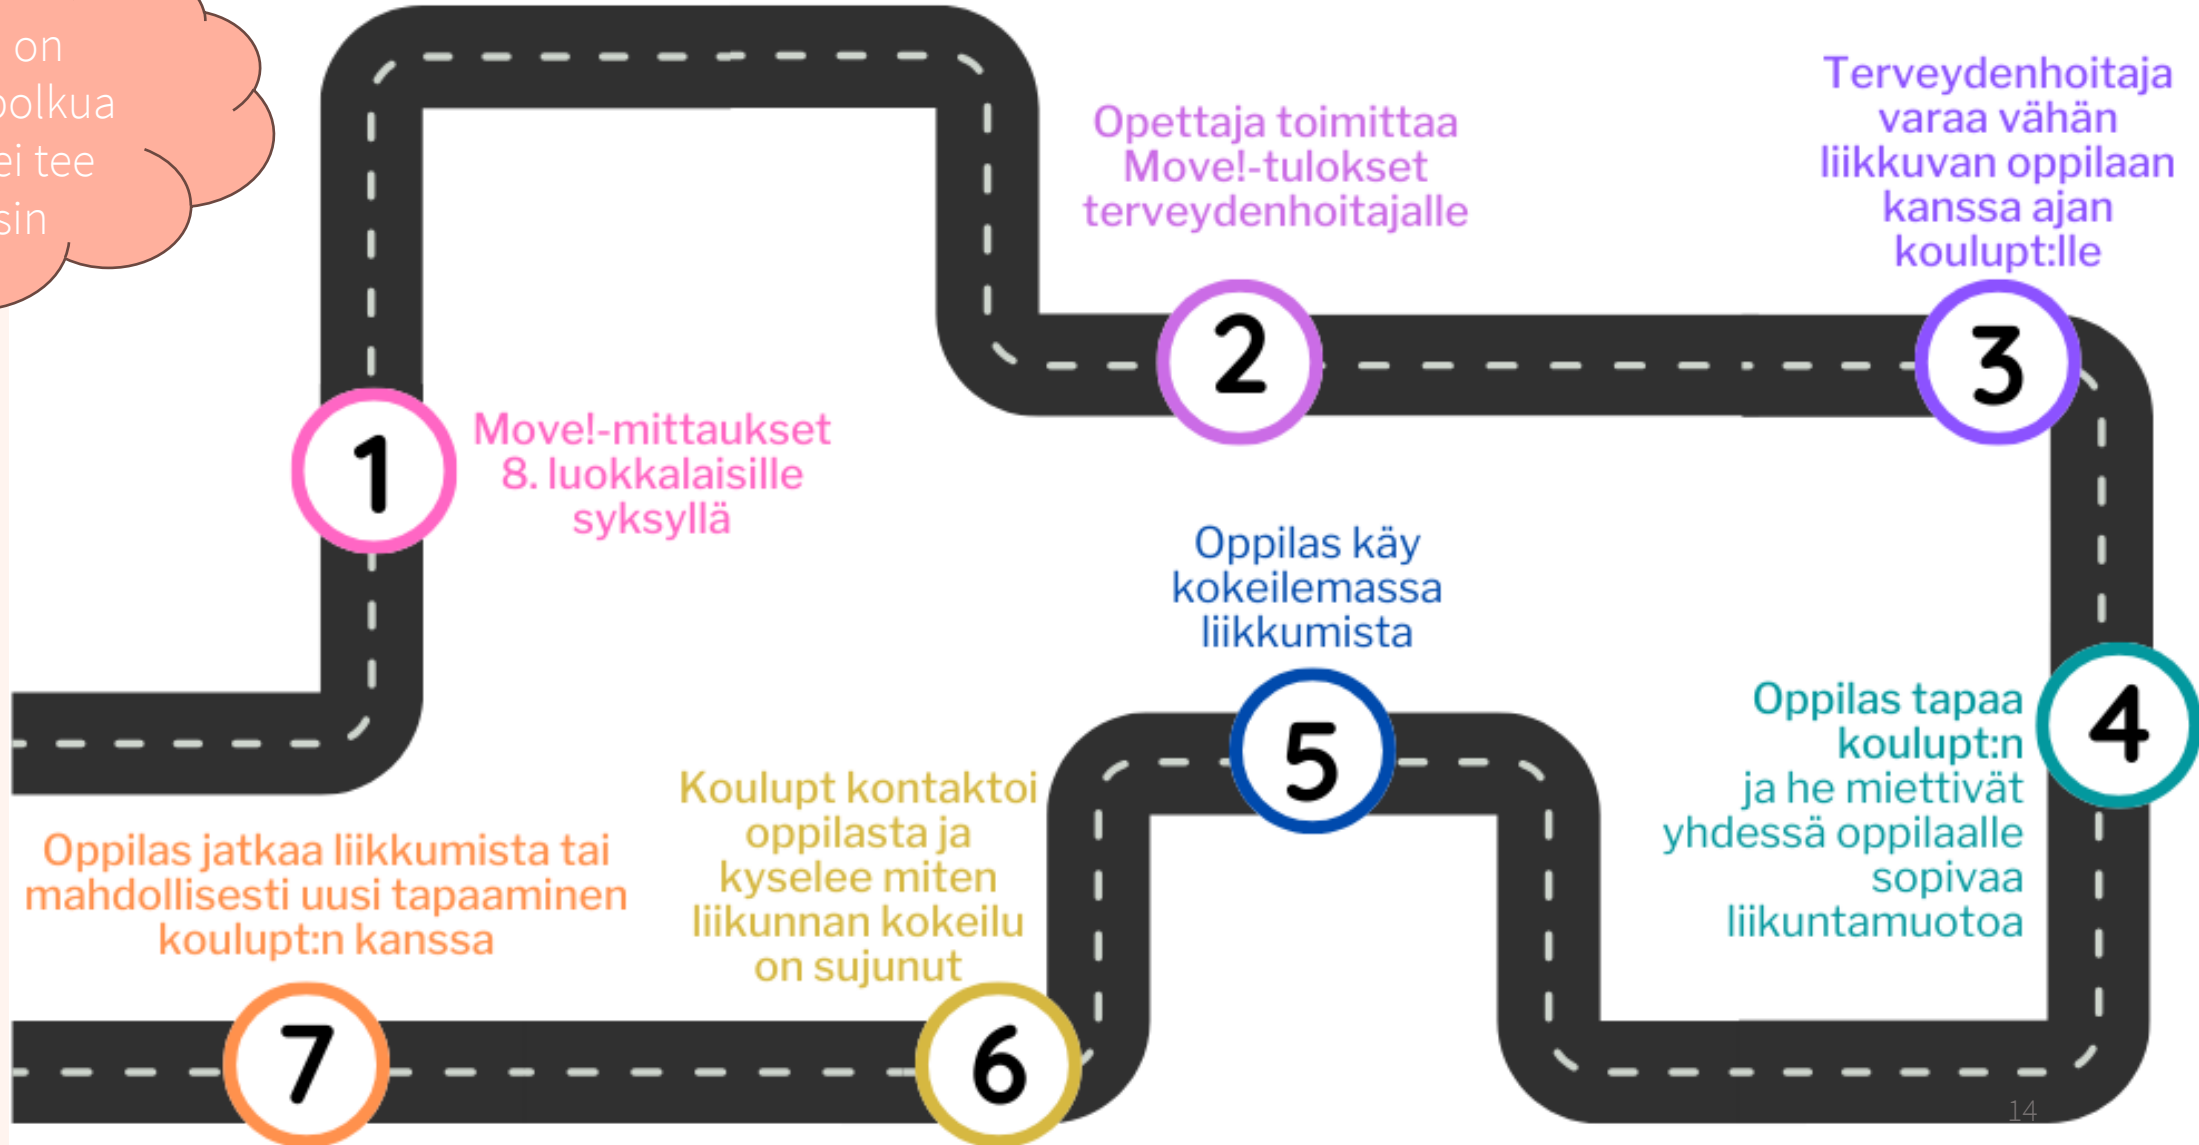 on
polkua
ei tee
sin
1
Move!-mittaukset
8. luokkalaisille
syksyllä
Opettaja toimittaa
Move!-tulokset
terveydenhoitajalle
2
Terveydenhoitaja
varaa vähän
liikkuvan oppilaan
kanssa ajan
koulupt:lle
3
Oppilas tapaa
koulupt:n
ja he miettivät
yhdessä oppilaalle
sopivaa
liikuntamuotoa
4
Oppilas käy
kokeilemassa
liikkumista
5
Koulupt kontaktoi
oppilasta ja
kyselee miten
liikunnan kokeilu
on sujunut
6
Oppilas jatkaa liikkumista tai
mahdollisesti uusi tapaaminen
koulupt:n kanssa
7
14